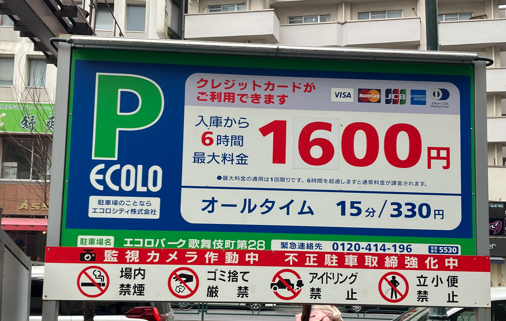 P
ECOLO
駐車場のことなら
エコロシティ株式会社
クレジットカードが
ご利用できます
VISA MasterCard JCB
入庫から
6時間
最大料金
1600円
●最大料金の適用は1回限りです。6時間を超過しますと通常料金が課金されます。
オールタイム 15分/330円
駐車場名 エコロパーク歌舞伎町第28 緊急連絡先 0120-414-196 5530
監視カメラ作動中 不正駐車取締強化中
場内
禁煙
ゴミ捨て
厳禁
アイドリング
禁止
立小便
禁止